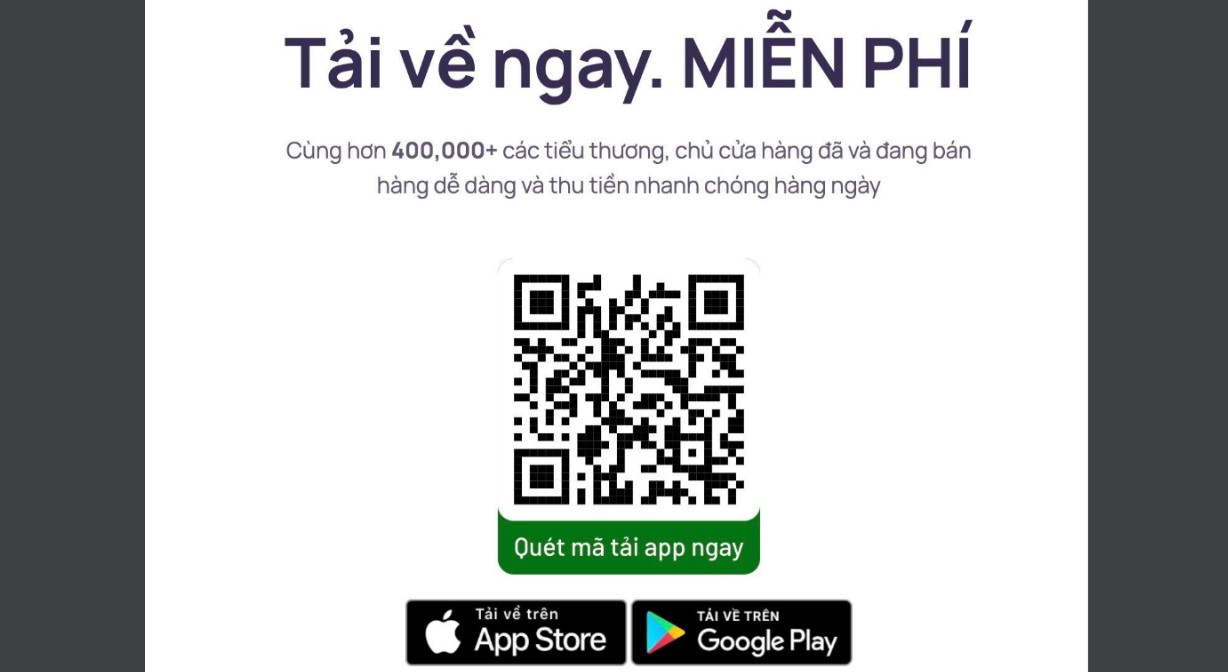 Tải về ngay. MIỄN PHÍ
Cùng hơn 400,000+ các tiểu thương, chủ cửa hàng đã và đang bán
hàng dễ dàng và thu tiền nhanh chóng hàng ngày
Quét mã tải app ngay
Tải về trên
App Store
TẢI VỀ TRÊN
Google Play